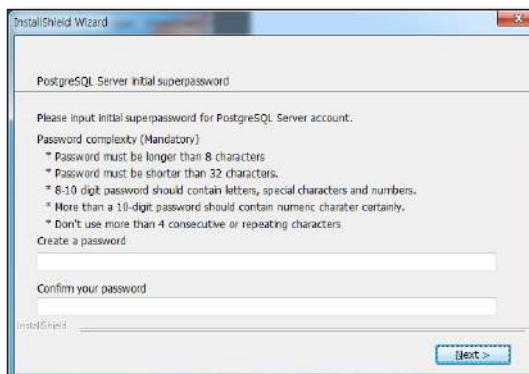 InstallShield Wizard
PostgreSQL Server initial superpassword
Please input initial superpassword for PostgreSQL Server account.
Password complexity (Mandatory)
* Password must be longer than 8 characters
* Password must be shorter than 32 characters.
* 8-10 digit password should contain letters, special characters and numbers.
* More than a 10-digit password should contain numeric charater certainly.
* Don't use more than 4 consecutive or repeating characters
Create a password
Confirm your password
InstallShield
Next >